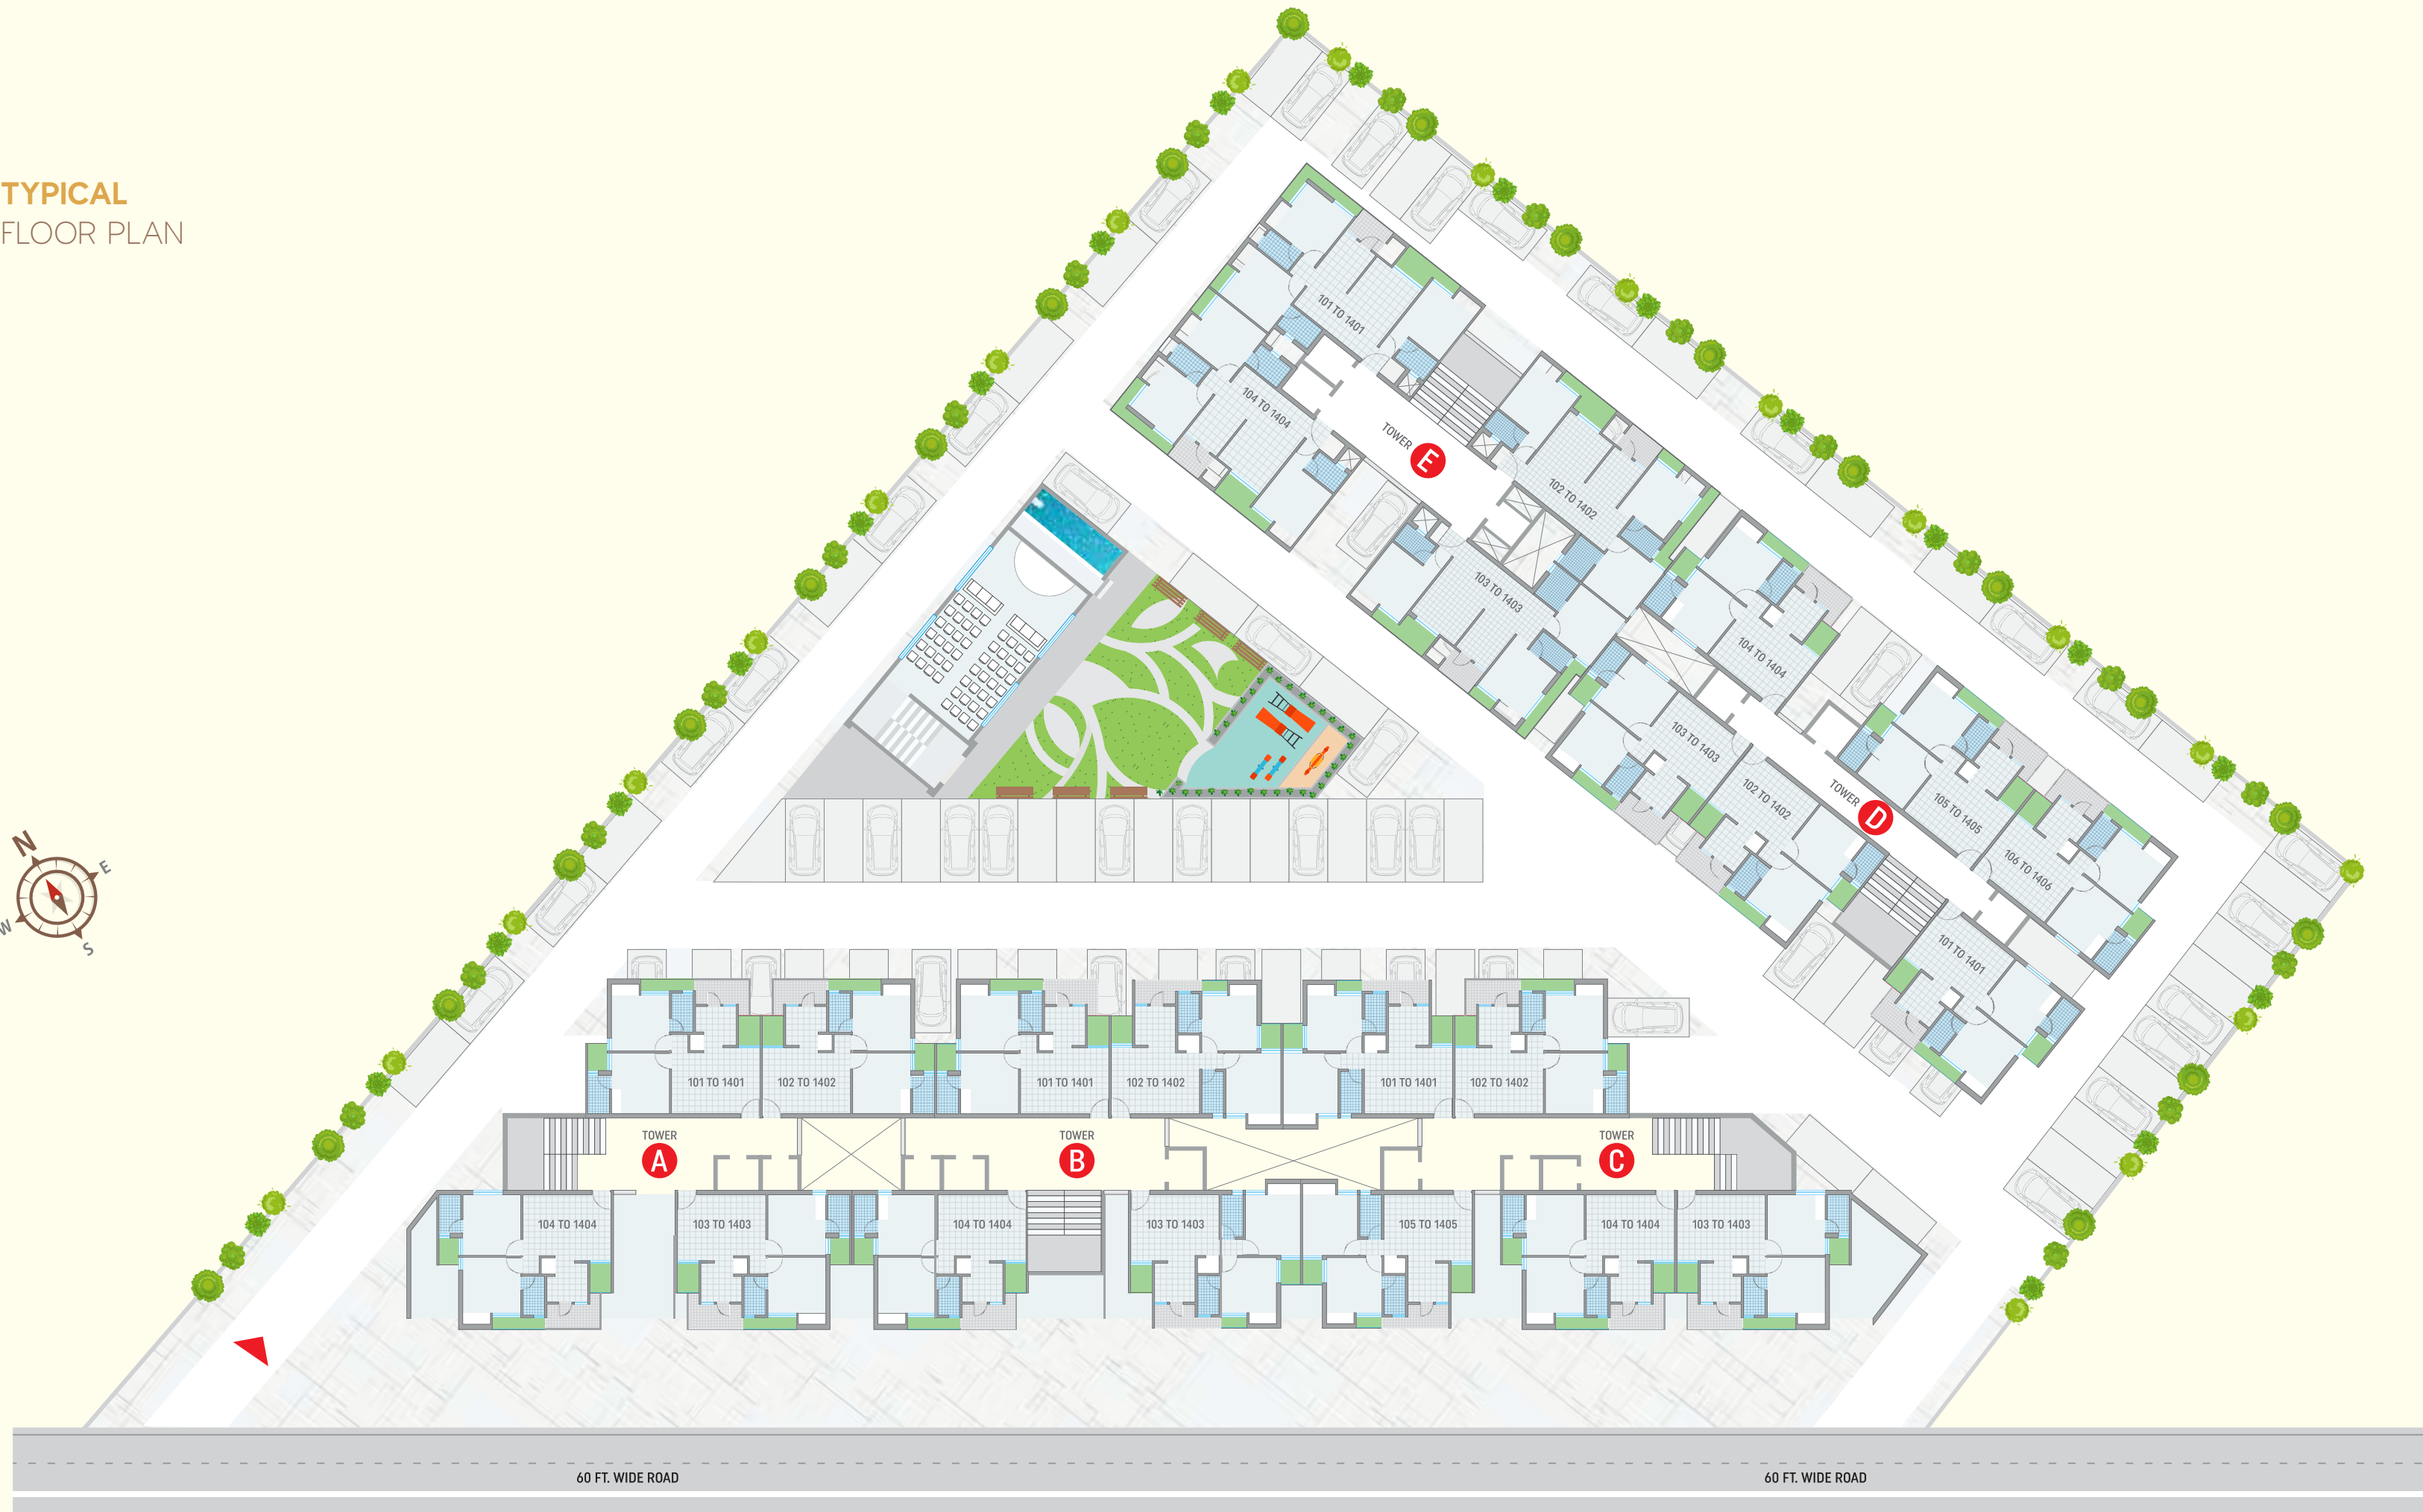 TYPICAL
FLOOR PLAN
N
E
W
S
101 TO 1401
104 TO 1404
TOWER
E
102 TO 1402
103 TO 1403
104 TO 1404
103 TO 1403
102 TO 1402
TOWER
D
105 TO 1405
106 TO 1406
101 TO 1401
101 TO 1401
102 TO 1402
101 TO 1401
102 TO 1402
101 TO 1401
102 TO 1402
TOWER
A
TOWER
B
TOWER
C
104 TO 1404
103 TO 1403
104 TO 1404
103 TO 1403
105 TO 1405
104 TO 1404
103 TO 1403
60 FT. WIDE ROAD
60 FT. WIDE ROAD